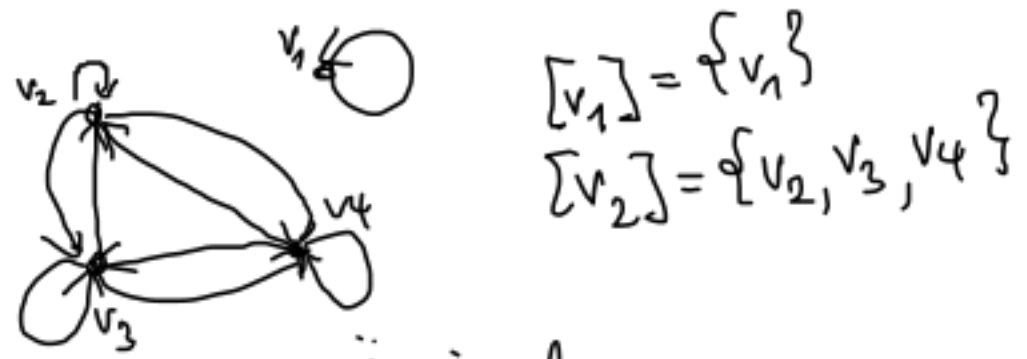 v₁
[v₁] = {v₁}
v₂
[v₂] = {v₂, v₃, v₄}
v4
v₃